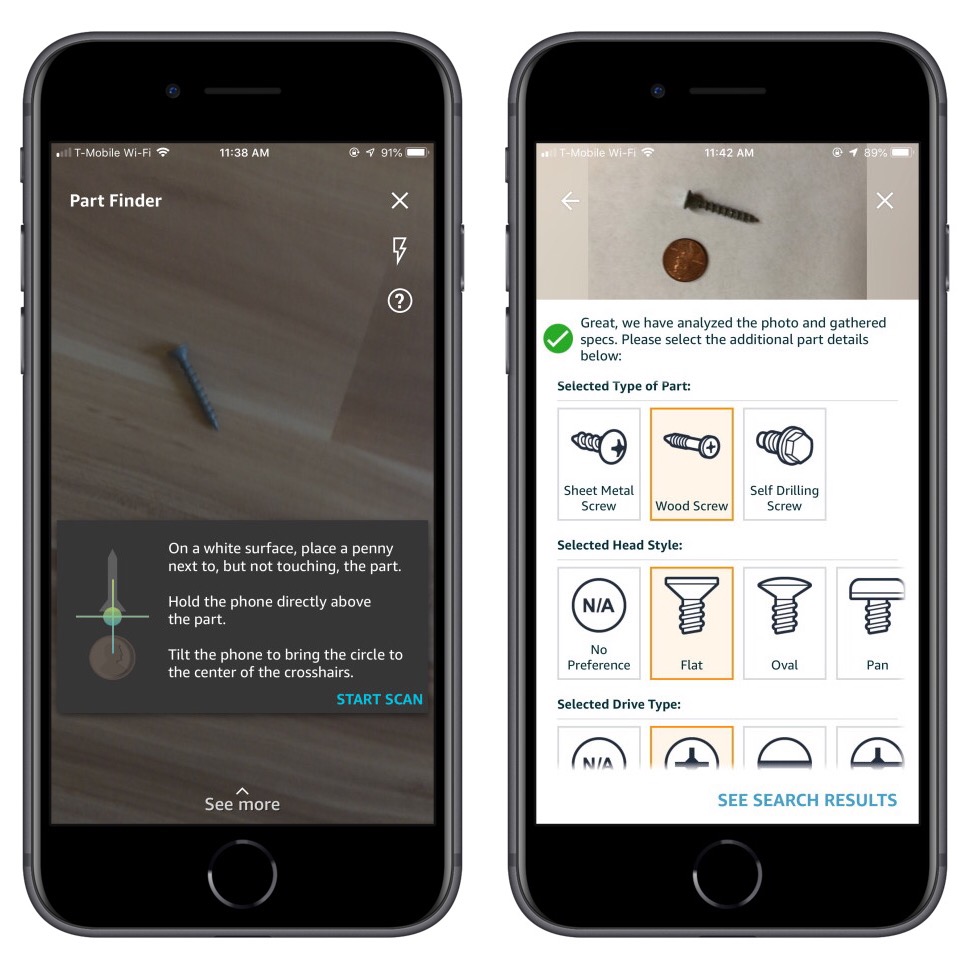 T-Mobile Wi-Fi 11:38 AM 91%
Part Finder
?
On a white surface, place a penny
next to, but not touching, the part.
Hold the phone directly above
the part.
Tilt the phone to bring the circle to
the center of the crosshairs.
START SCAN
See more
T-Mobile Wi-Fi 11:42 AM 89%
Great, we have analyzed the photo and gathered
specs. Please select the additional part details
below:
Selected Type of Part:
Sheet Metal
Screw
Wood Screw
Self Drilling
Screw
Selected Head Style:
N/A
No
Preference
Flat
Oval
Pan
Selected Drive Type:
N/A
SEE SEARCH RESULTS